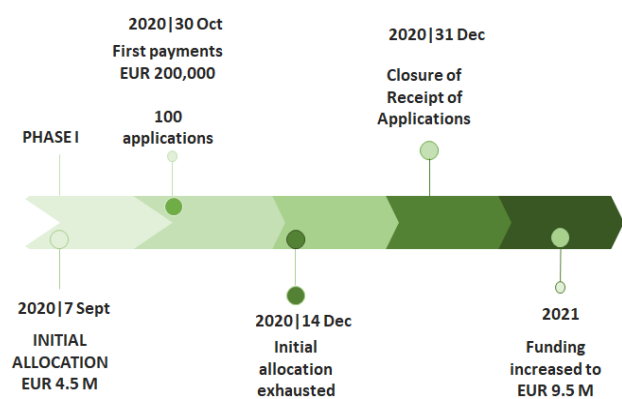 PHASE I
2020|7 Sept
INITIAL
ALLOCATION
EUR 4.5 M
2020|30 Oct
First payments
EUR 200,000
100
applications
2020|14 Dec
Initial
allocation
exhausted
2020|31 Dec
Closure of
Receipt of
Applications
2021
Funding
increased to
EUR 9.5 M